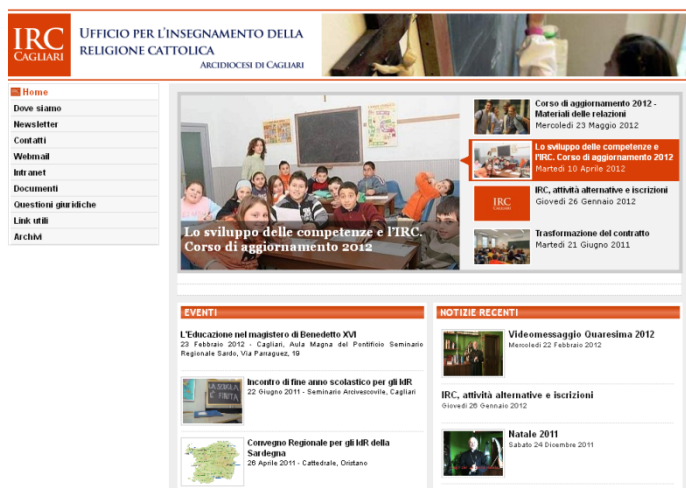 IRC
CAGLIARI
UFFICIO PER L'INSEGNAMENTO DELLA
RELIGIONE CATTOLICA
ARCIDIOCESI DI CAGLIARI
Home
Dove siamo
Newsletter
Contatti
Webmail
Intranet
Documenti
Questioni giuridiche
Link utili
Archivi
Lo sviluppo delle competenze e l'IRC.
Corso di aggiornamento 2012
Corso di aggiornamento 2012 -
Materiali delle relazioni
Mercoledì 23 Maggio 2012
Lo sviluppo delle competenze e
l'IRC. Corso di aggiornamento 2012
Martedì 10 Aprile 2012
IRC
CAGLIARI
IRC, attività alternative e iscrizioni
Giovedì 26 Gennaio 2012
Trasformazione del contratto
Martedì 21 Giugno 2011
EVENTI
L'Educazione nel magistero di Benedetto XVI
23 Febbraio 2012 - Cagliari, Aula Magna del Pontificio Seminario
Regionale Sardo, Via Parraguez, 19
LA SCUOLA
È FINITA
Incontro di fine anno scolastico per gli IdR
22 Giugno 2011 - Seminario Arcivescovile, Cagliari
Convegno Regionale per gli IdR della
Sardegna
26 Aprile 2011 - Cattedrale, Oristano
NOTIZIE RECENTI
Videomessaggio Quaresima 2012
Mercoledì 22 Febbraio 2012
IRC, attività alternative e iscrizioni
Giovedì 26 Gennaio 2012
Natale 2011
Sabato 24 Dicembre 2011